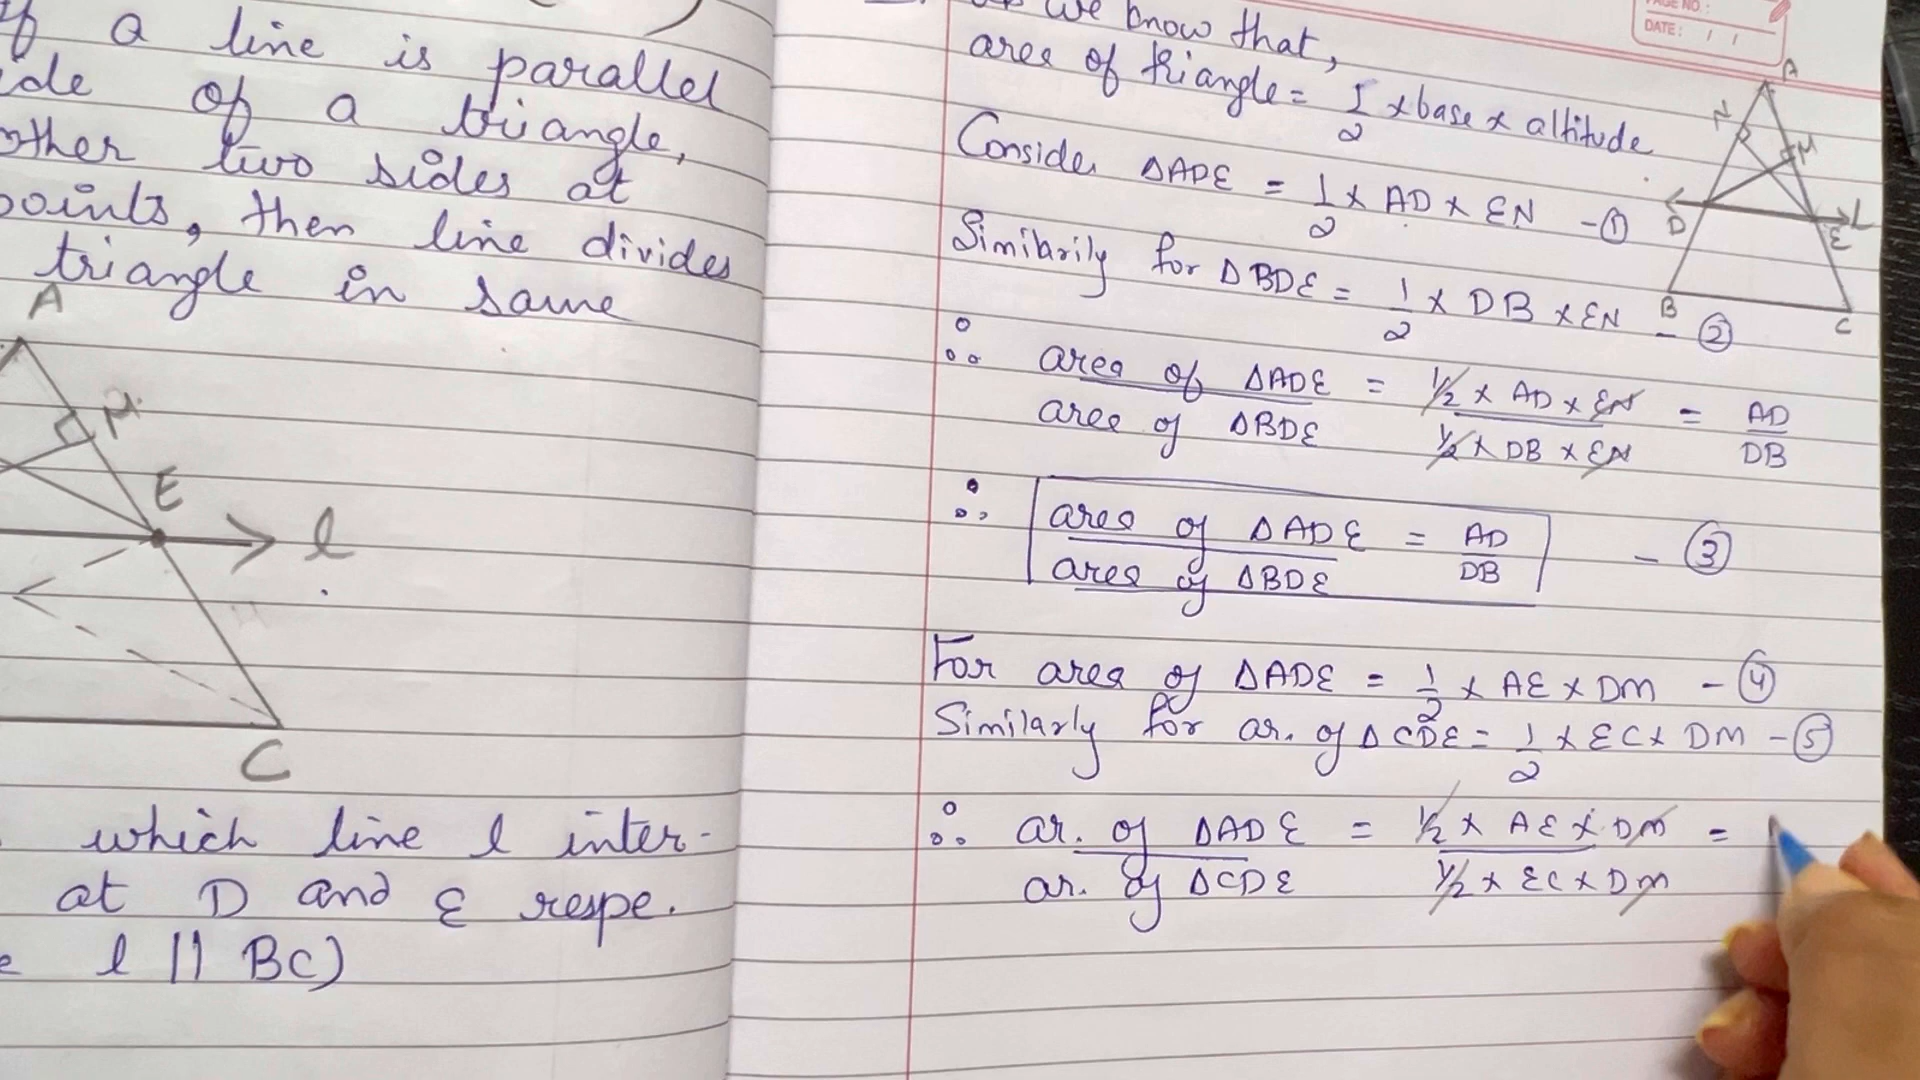 If a line is parallel
ide of a triangle,
other two sides at
points, then line divides
triangle in same
A
M
E
l
C
which line l inter-
at D and E respe.
l || BC)
PAGE NO :
DATE : / /
we know that,
area of triangle = 1/2 x base x altitude
Consider ΔADE = 1/2 x AD x EN - ①
Similarily for ΔBDE = 1/2 x DB x EN - ②
∴ area of ΔADE / area of ΔBDE = 1/2 x AD x EN / 1/2 x DB x EN = AD / DB
∴ area of ΔADE / area of ΔBDE = AD / DB - ③
For area of ΔADE = 1/2 x AE x DM - ④
Similarly for ar. of ΔCDE = 1/2 x EC x DM - ⑤
∴ ar. of ΔADE / ar. of ΔCDE = 1/2 x AE x DM / 1/2 x EC x DM =
A
N
M
D
E
L
B
C